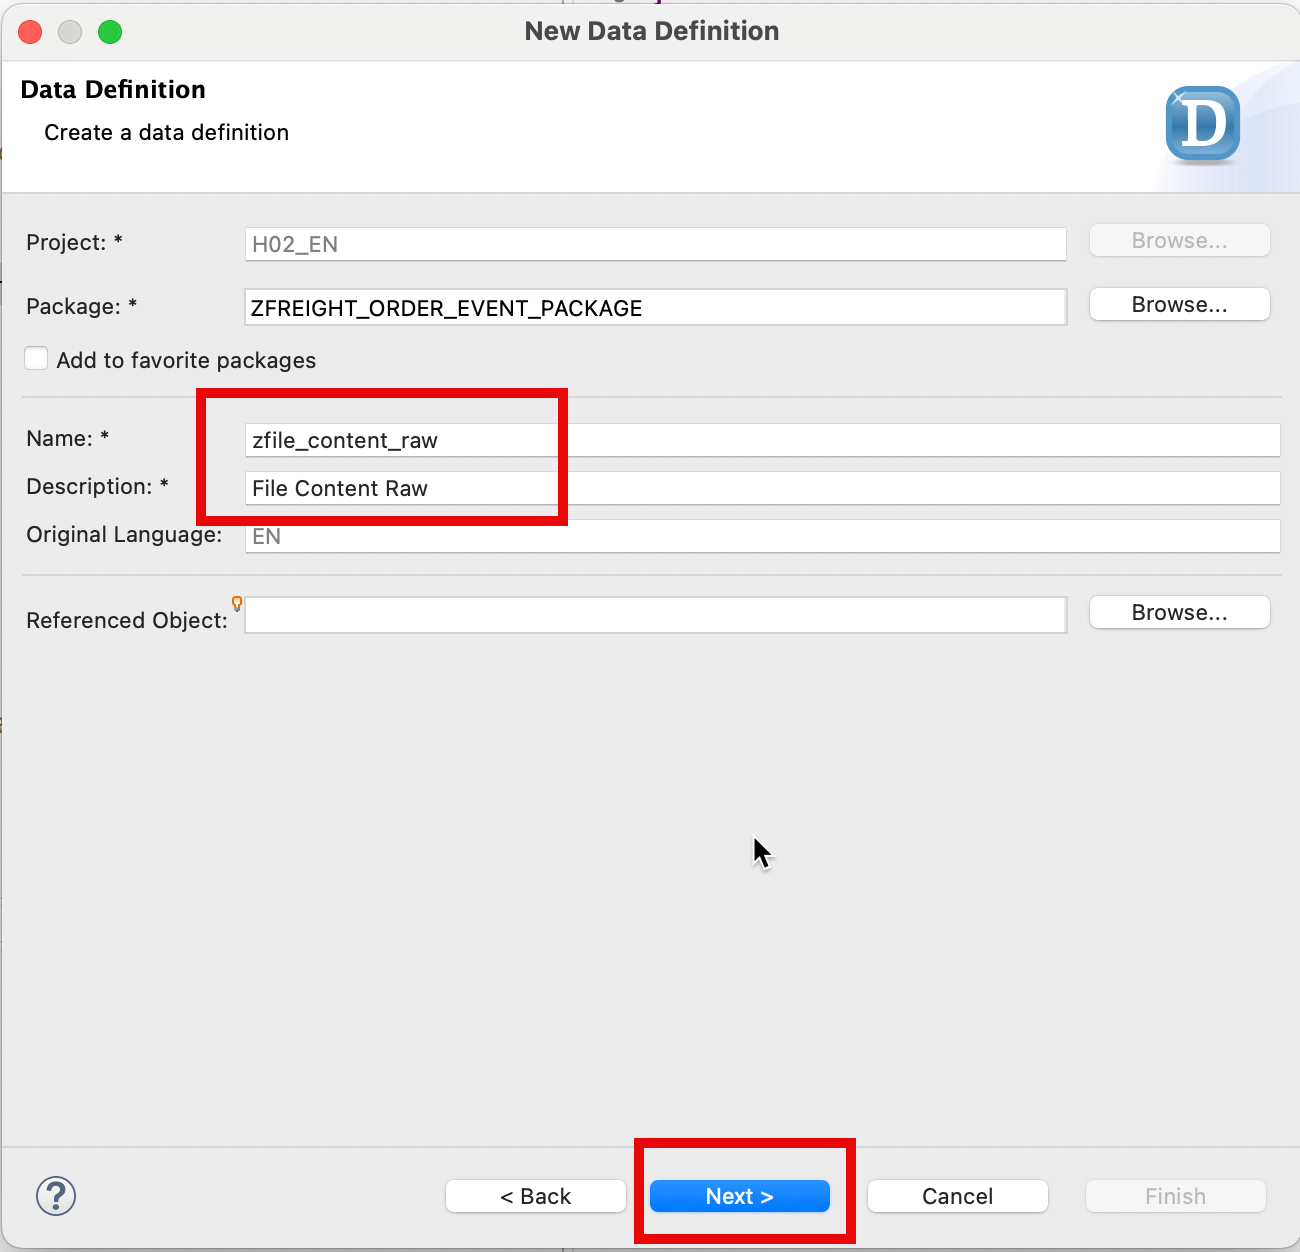 New Data Definition
Data Definition
Create a data definition
D
Project: * H02_EN Browse...
Package: * ZFREIGHT_ORDER_EVENT_PACKAGE Browse...
Add to favorite packages
Name: * zfile_content_raw
Description: * File Content Raw
Original Language: EN
Referenced Object: Browse...
? < Back Next > Cancel Finish